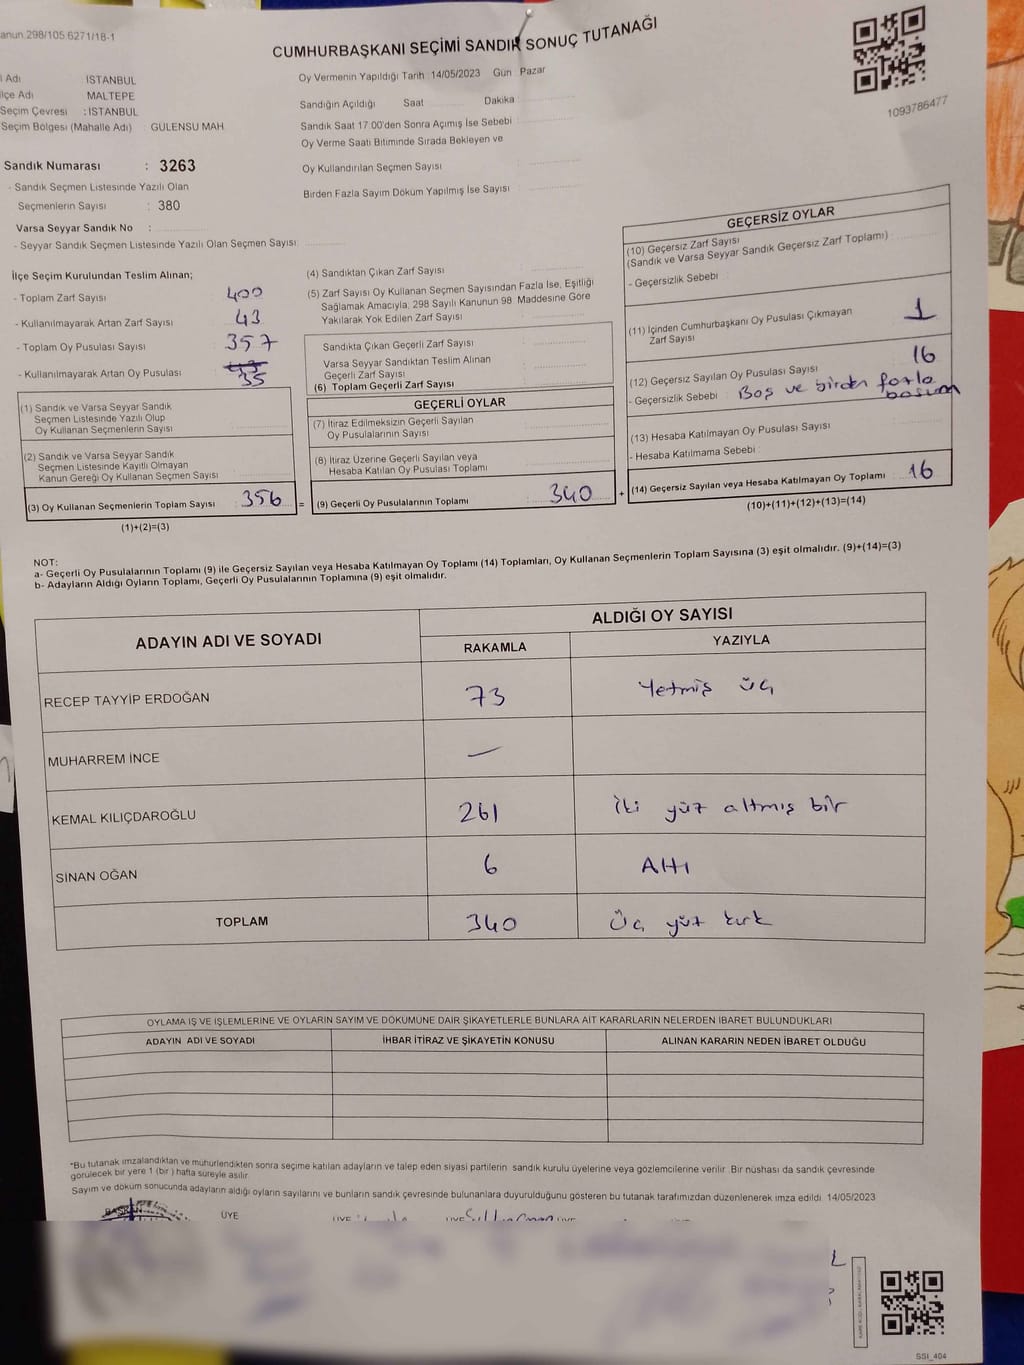 anun.298/105.6271/18-1
CUMHURBAŞKANI SEÇİMİ SANDIK SONUÇ TUTANAĞI
1093786477
İ Adı İSTANBUL
İlçe Adı MALTEPE
Seçim Çevresi : İSTANBUL
Seçim Bölgesi (Mahalle Adı) GÜLENSU MAH
Sandık Numarası : 3263
- Sandık Seçmen Listesinde Yazılı Olan
Seçmenlerin Sayısı : 380
Varsa Seyyar Sandık No :
- Seyyar Sandık Seçmen Listesinde Yazılı Olan Seçmen Sayısı:
Oy Vermenin Yapıldığı Tarih 14/05/2023 Gün : Pazar
Sandığın Açıldığı Saat Dakika
Sandık Saat 17:00'den Sonra Açımış İse Sebebi
Oy Verme Saati Bitiminde Sırada Bekleyen ve
Oy Kullandırılan Seçmen Sayısı
Birden Fazla Sayım Döküm Yapılmış İse Sayısı
İlçe Seçim Kurulundan Teslim Alınan;
- Toplam Zarf Sayısı 400
- Kullanılmayarak Artan Zarf Sayısı 43
- Toplam Oy Pusulası Sayısı 357
- Kullanılmayarak Artan Oy Pusulası 35
(1) Sandık ve Varsa Seyyar Sandık
Seçmen Listesinde Yazılı Olup
Oy Kullanan Seçmenlerin Sayısı
(2) Sandık ve Varsa Seyyar Sandık
Seçmen Listesinde Kayıtlı Olmayan
Kanun Gereği Oy Kullanan Seçmen Sayısı
(3) Oy Kullanan Seçmenlerin Toplam Sayısı : 356 =
(1)+(2)=(3)
(4) Sandıktan Çıkan Zarf Sayısı
(5) Zarf Sayısı Oy Kullanan Seçmen Sayısından Fazla İse, Eşitliği
Sağlamak Amacıyla; 298 Sayılı Kanunun 98. Maddesine Göre
Yakılarak Yok Edilen Zarf Sayısı
Sandıkta Çıkan Geçerli Zarf Sayısı
Varsa Seyyar Sandıktan Teslim Alınan
Geçerli Zarf Sayısı
(6) Toplam Geçerli Zarf Sayısı
GEÇERLİ OYLAR
(7) İtiraz Edilmeksizin Geçerli Sayılan
Oy Pusulalarının Sayısı
(8) İtiraz Üzerine Geçerli Sayılan veya
Hesaba Katılan Oy Pusulası Toplamı
(9) Geçerli Oy Pusulalarının Toplamı : 340 +
GEÇERSİZ OYLAR
(10) Geçersiz Zarf Sayısı
(Sandık ve Varsa Seyyar Sandık Geçersiz Zarf Toplamı)
- Geçersizlik Sebebi
(11) İçinden Cumhurbaşkanı Oy Pusulası Çıkmayan
Zarf Sayısı 1
(12) Geçersiz Sayılan Oy Pusulası Sayısı 16
- Geçersizlik Sebebi : Boş ve birden fazla
basım
(13) Hesaba Katılmayan Oy Pusulası Sayısı
- Hesaba Katılmama Sebebi :
(14) Geçersiz Sayılan veya Hesaba Katılmayan Oy Toplamı : 16
(10)+(11)+(12)+(13)=(14)
NOT:
a- Geçerli Oy Pusulalarının Toplamı (9) ile Geçersiz Sayılan veya Hesaba Katılmayan Oy Toplamı (14) Toplamları, Oy Kullanan Seçmenlerin Toplam Sayısına (3) eşit olmalıdır. (9)+(14)=(3)
b- Adayların Aldığı Oyların Toplamı, Geçerli Oy Pusulalarının Toplamına (9) eşit olmalıdır.
ADAYIN ADI VE SOYADI ALDIĞI OY SAYISI
RAKAMLA YAZIYLA
RECEP TAYYİP ERDOĞAN 73 Yetmiş üç
MUHARREM İNCE —
KEMAL KILIÇDAROĞLU 261 İki yüz altmış bir
SİNAN OĞAN 6 Altı
TOPLAM 340 Üç yüz kırk
OYLAMA İŞ VE İŞLEMLERİNE VE OYLARIN SAYIM VE DÖKÜMÜNE DAİR ŞİKAYETLERLE BUNLARA AİT KARARLARIN NELERDEN İBARET BULUNDUKLARI
ADAYIN ADI VE SOYADI İHBAR İTİRAZ VE ŞİKAYETİN KONUSU ALINAN KARARIN NEDEN İBARET OLDUĞU
*Bu tutanak imzalandıktan ve mühürlendikten sonra seçime katılan adayların ve talep eden siyasi partilerin sandık kurulu üyelerine veya gözlemcilerine verilir. Bir nüshası da sandık çevresinde
görülecek bir yere 1 (bir) hafta süreyle asılır.
Sayım ve döküm sonucunda adayların aldığı oyların sayılarını ve bunların sandık çevresinde bulunanlara duyurulduğunu gösteren bu tutanak tarafımızdan düzenlenerek imza edildi. 14/05/2023
BAŞKAN ÜYE ÜYE ÜYE ÜYE
SSİ_404